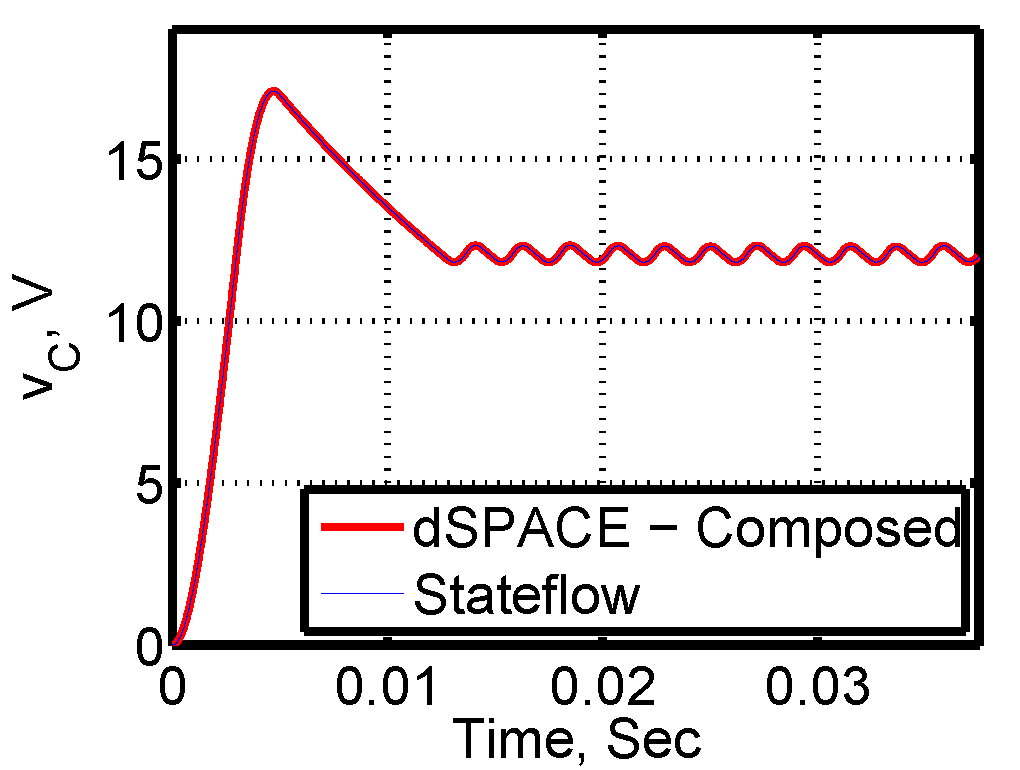 15
10
5
0
v_C, V
dSPACE − Composed
Stateflow
0 0.01 0.02 0.03
Time, Sec